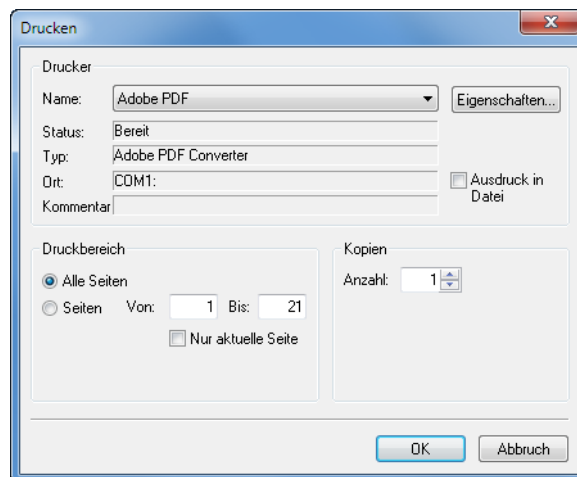 Drucken
Drucker
Name: Adobe PDF Eigenschaften...
Status: Bereit
Typ: Adobe PDF Converter
Ort: COM1: Ausdruck in
Datei
Kommentar
Druckbereich
Alle Seiten
Seiten Von: 1 Bis: 21
Nur aktuelle Seite
Kopien
Anzahl: 1
OK Abbruch